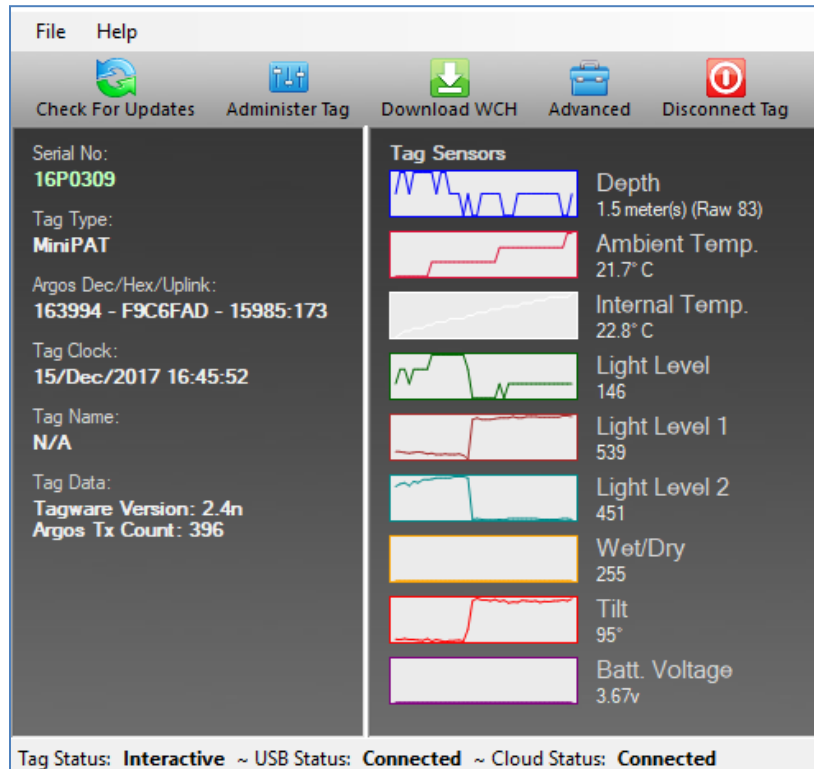 File Help
Check For Updates Administer Tag Download WCH Advanced Disconnect Tag
Serial No:
16P0309
Tag Type:
MiniPAT
Argos Dec/Hex/Uplink:
163994 - F9C6FAD - 15985:173
Tag Clock:
15/Dec/2017 16:45:52
Tag Name:
N/A
Tag Data:
Tagware Version: 2.4n
Argos Tx Count: 396
Tag Sensors
Depth
1.5 meter(s) (Raw 83)
Ambient Temp.
21.7° C
Internal Temp.
22.8° C
Light Level
146
Light Level 1
539
Light Level 2
451
Wet/Dry
255
Tilt
95°
Batt. Voltage
3.67v
Tag Status: Interactive ~ USB Status: Connected ~ Cloud Status: Connected